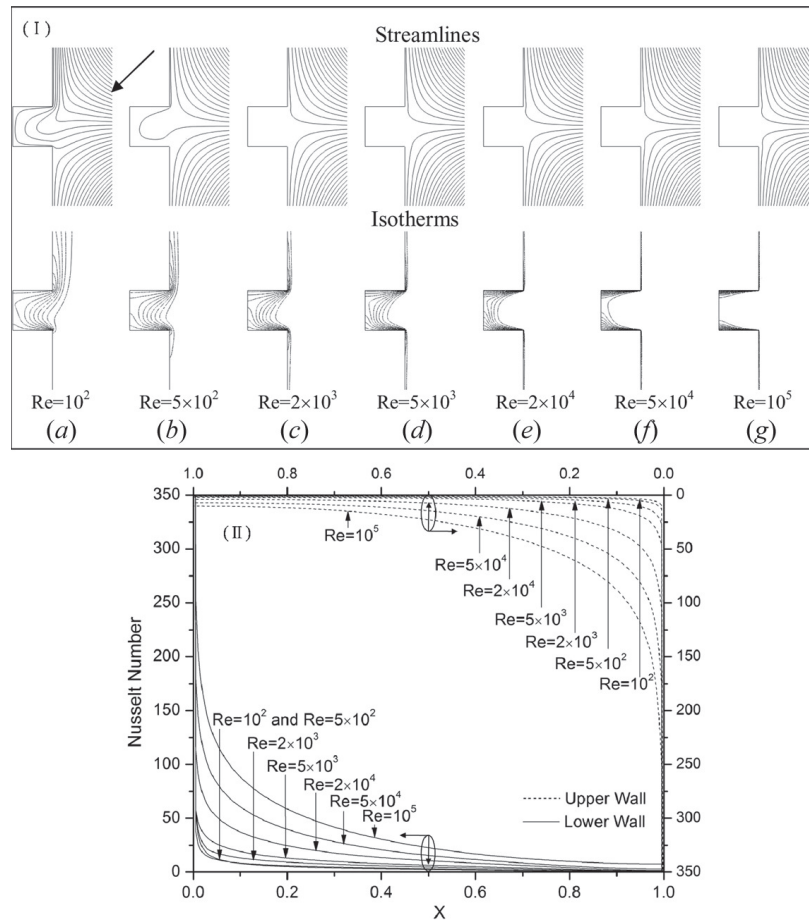 (I)
Streamlines
Isotherms
Re=10² Re=5×10² Re=2×10³ Re=5×10³ Re=2×10⁴ Re=5×10⁴ Re=10⁵
(a) (b) (c) (d) (e) (f) (g)
1.0 0.8 0.6 0.4 0.2 0.0
350 0
(II)
Re=10⁵
300 50
Re=5×10⁴
Re=2×10⁴
250 100
Re=5×10³
Re=2×10³
200 150
Re=5×10²
Re=10²
Nusselt Number
150 200
Re=10² and Re=5×10²
Re=2×10³
100 250
Re=5×10³
Re=2×10⁴
Re=5×10⁴
Re=10⁵
Upper Wall
Lower Wall
50 300
0 350
0.0 0.2 0.4 0.6 0.8 1.0
X